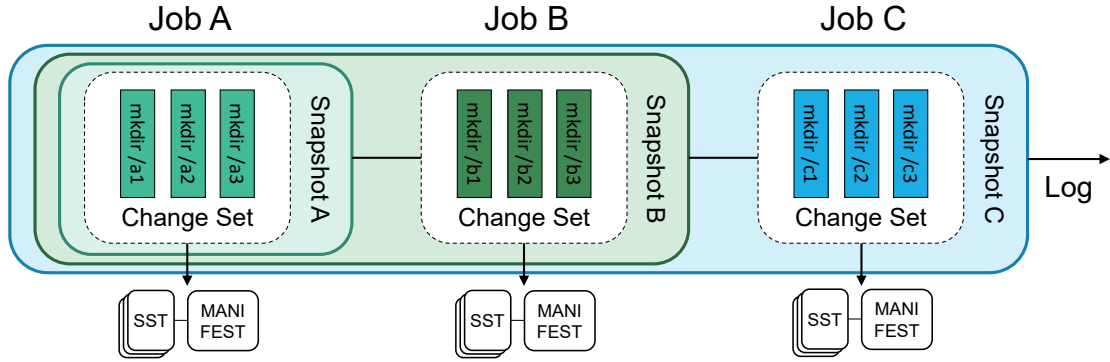 Job A
Job B
Job C
mkdir /a1
mkdir /a2
mkdir /a3
Change Set
Snapshot A
mkdir /b1
mkdir /b2
mkdir /b3
Change Set
Snapshot B
mkdir /c1
mkdir /c2
mkdir /c3
Change Set
Snapshot C
Log
SST
MANI
FEST
SST
MANI
FEST
SST
MANI
FEST